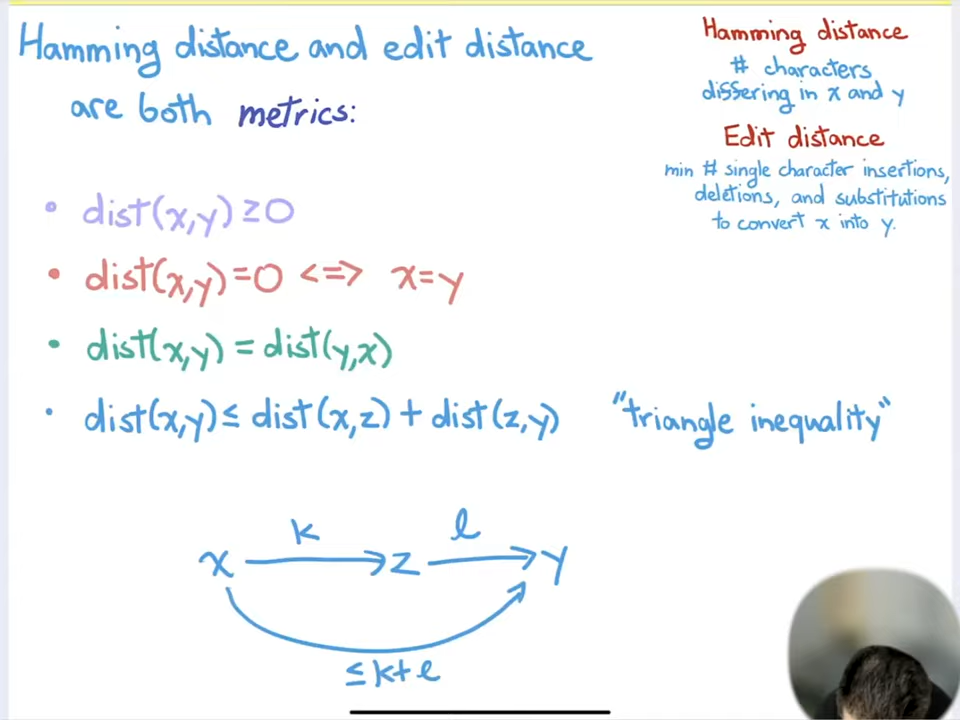 Hamming distance and edit distance
are both metrics:
• dist(x,y) ≥ 0
• dist(x,y) = 0 <=> x=y
• dist(x,y) = dist(y,x)
• dist(x,y) ≤ dist(x,z) + dist(z,y) "triangle inequality"
x k z l y
≤ k+l
Hamming distance
# characters
differing in x and y
Edit distance
min # single character insertions,
deletions, and substitutions
to convert x into y.